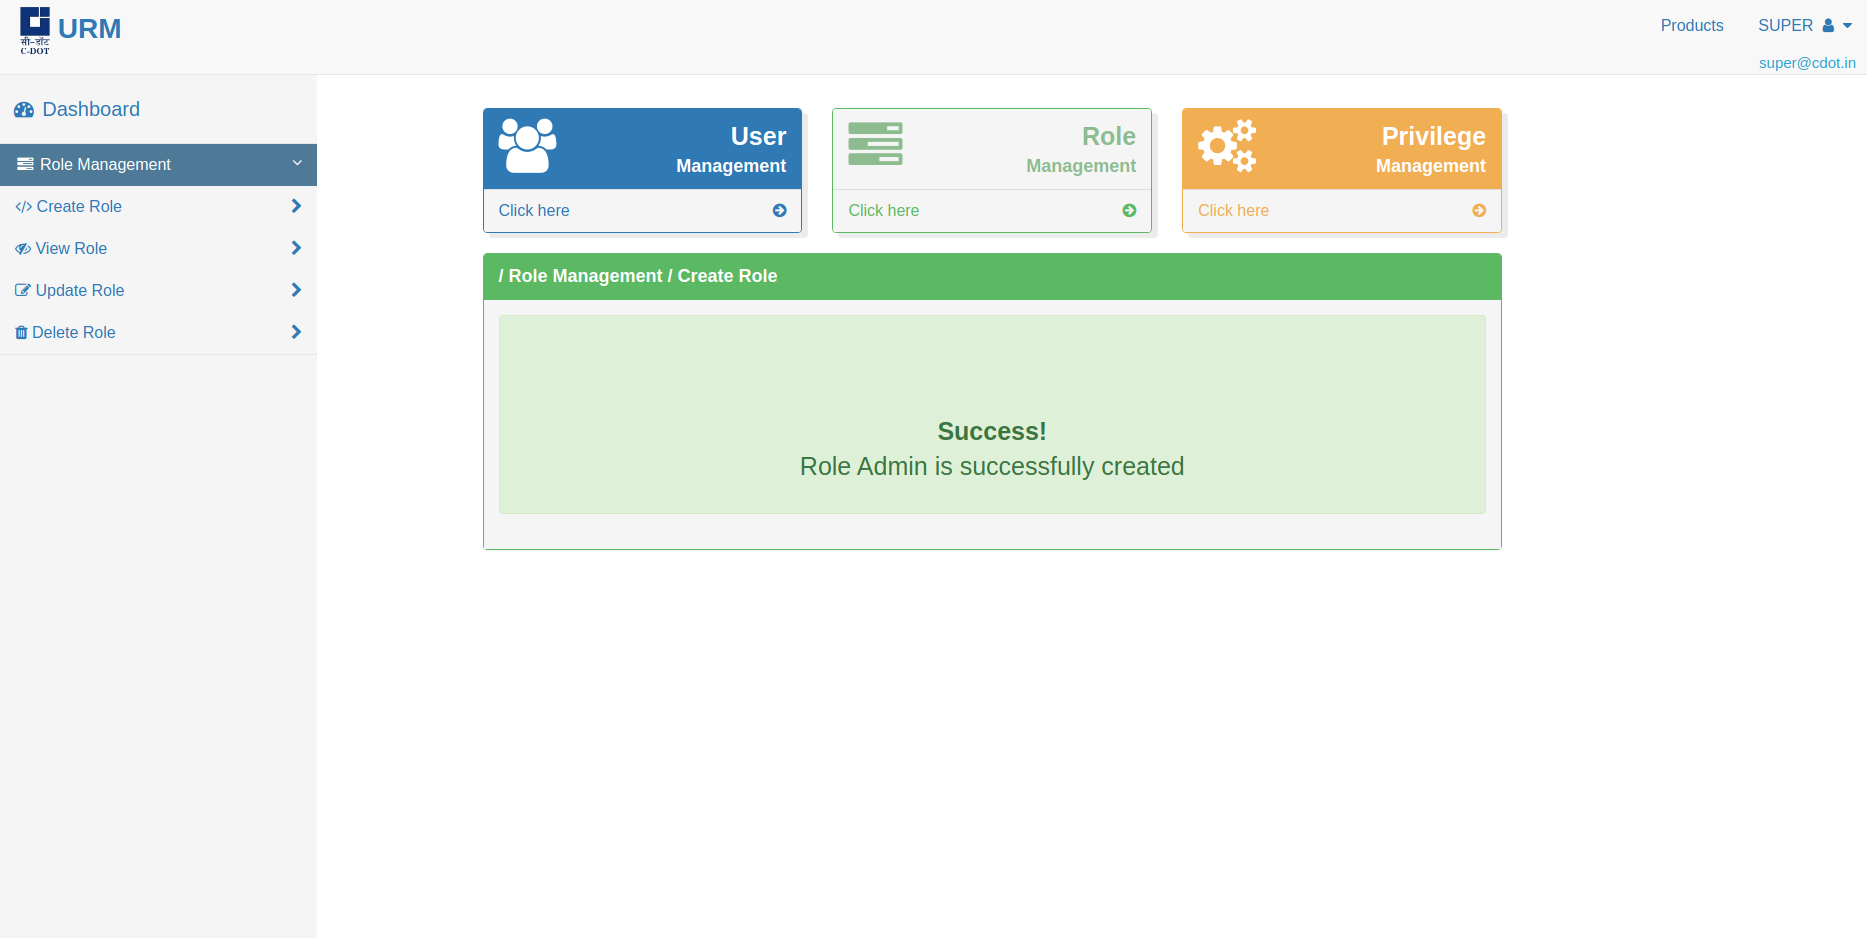 सी-डॉट
C-DOT
URM
Products
SUPER
super@cdot.in
Dashboard
Role Management
Create Role
View Role
Update Role
Delete Role
User
Management
Click here
Role
Management
Click here
Privilege
Management
Click here
/ Role Management / Create Role
Success!
Role Admin is successfully created